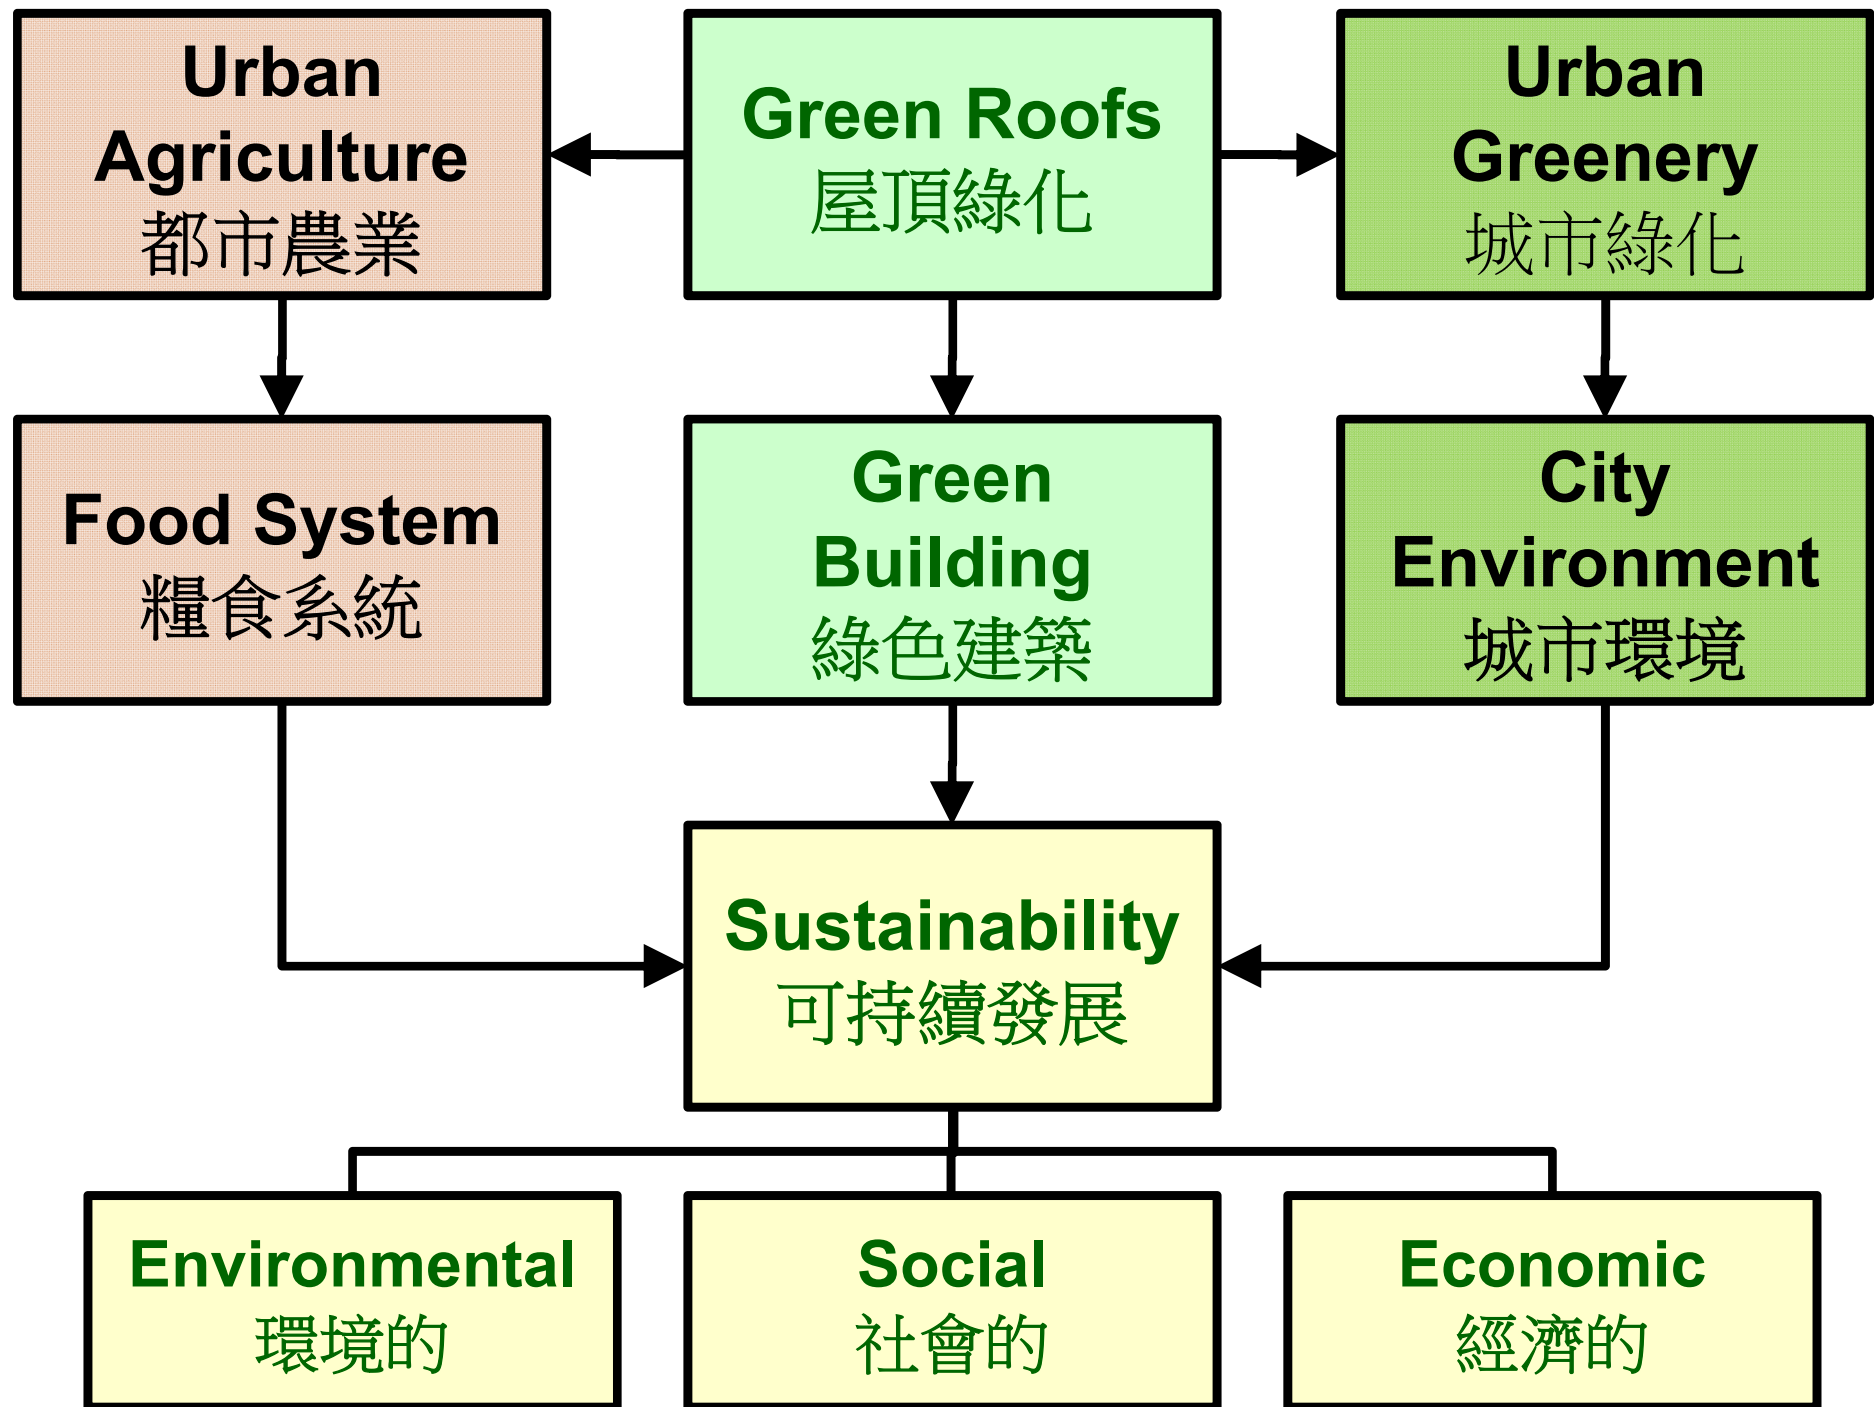 Urban
Agriculture
都市農業
Green Roofs
屋頂綠化
Urban
Greenery
城市綠化
Food System
糧食系統
Green
Building
綠色建築
City
Environment
城市環境
Sustainability
可持續發展
Environmental
環境的
Social
社會的
Economic
經濟的